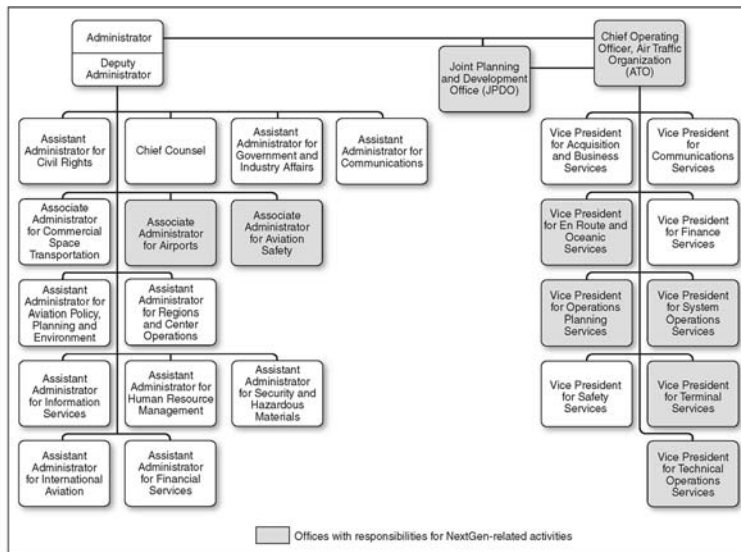 Administrator
Deputy
Administrator
Chief Operating
Officer, Air Traffic
Organization
(ATO)
Joint Planning
and Development
Office (JPDO)
Assistant
Administrator for
Civil Rights
Chief Counsel
Assistant
Administrator for
Government and
Industry Affairs
Assistant
Administrator for
Communications
Vice President
for Acquisition
and Business
Services
Vice President
for
Communications
Services
Associate
Administrator
for Commercial
Space
Transportation
Associate
Administrator
for Airports
Associate
Administrator
for Aviation
Safety
Vice President
for En Route and
Oceanic
Services
Vice President
for Finance
Services
Assistant
Administrator for
Aviation Policy,
Planning and
Environment
Assistant
Administrator
for Regions
and Center
Operations
Vice President
for Operations
Planning
Services
Vice President
for System
Operations
Services
Assistant
Administrator
for Information
Services
Assistant
Administrator for
Human Resource
Management
Assistant
Administrator
for Security and
Hazardous
Materials
Vice President
for Safety
Services
Vice President
for Terminal
Services
Assistant
Administrator
for International
Aviation
Assistant
Administrator
for Financial
Services
Vice President
for Technical
Operations
Services
Offices with responsibilities for NextGen-related activities